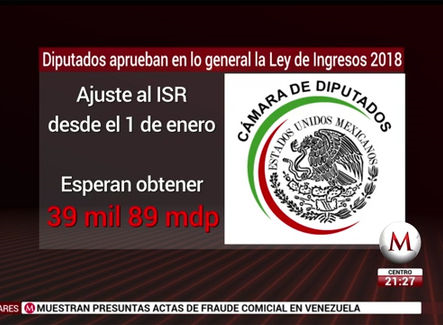 Diputados aprueban en lo general la Ley de Ingresos 2018
Ajuste al ISR
desde el 1 de enero
Esperan obtener
39 mil 89 mdp
CÁMARA DE DIPUTADOS
ESTADOS UNIDOS MEXICANOS
M
CENTRO
21:27
ARES M MUESTRAN PRESUNTAS ACTAS DE FRAUDE COMICIAL EN VENEZUELA